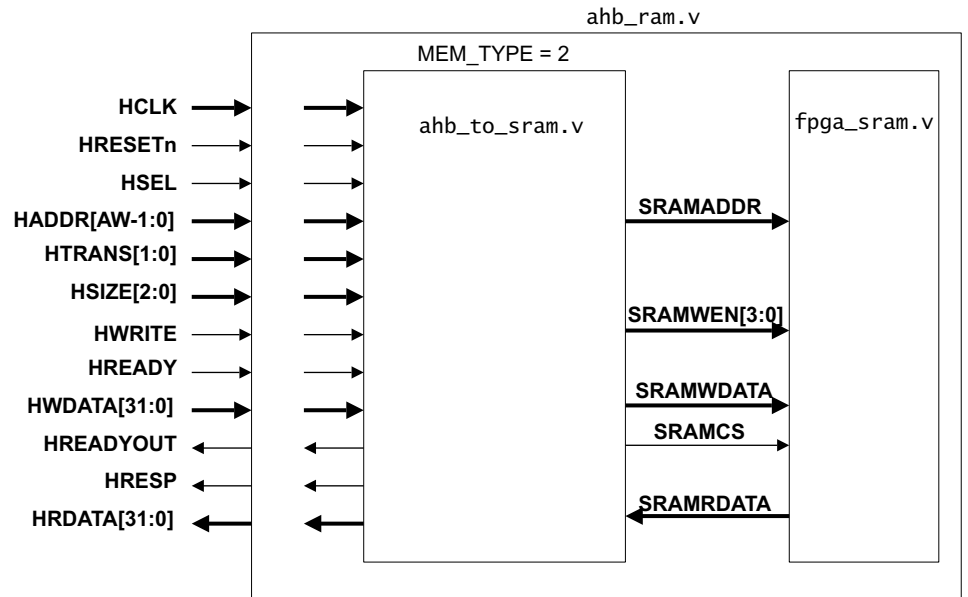 ahb_ram.v
MEM_TYPE = 2
ahb_to_sram.v
fpga_sram.v
HCLK
HRESETn
HSEL
HADDR[AW-1:0]
HTRANS[1:0]
HSIZE[2:0]
HWRITE
HREADY
HWDATA[31:0]
HREADYOUT
HRESP
HRDATA[31:0]
SRAMADDR
SRAMWEN[3:0]
SRAMWDATA
SRAMCS
SRAMRDATA